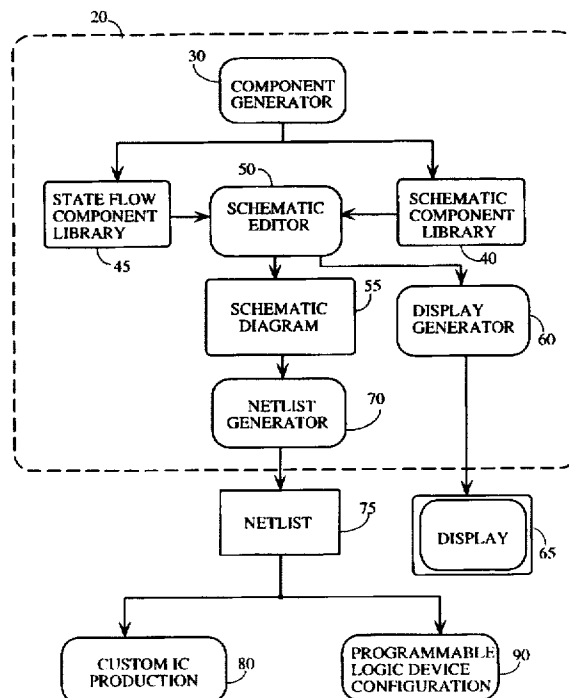 20
30
COMPONENT
GENERATOR
50
STATE FLOW
COMPONENT
LIBRARY
45
SCHEMATIC
EDITOR
SCHEMATIC
COMPONENT
LIBRARY
40
55
SCHEMATIC
DIAGRAM
DISPLAY
GENERATOR
60
NETLIST
GENERATOR
70
NETLIST
75
DISPLAY
65
CUSTOM IC
PRODUCTION
80
PROGRAMMABLE
LOGIC DEVICE
CONFIGURATION
90